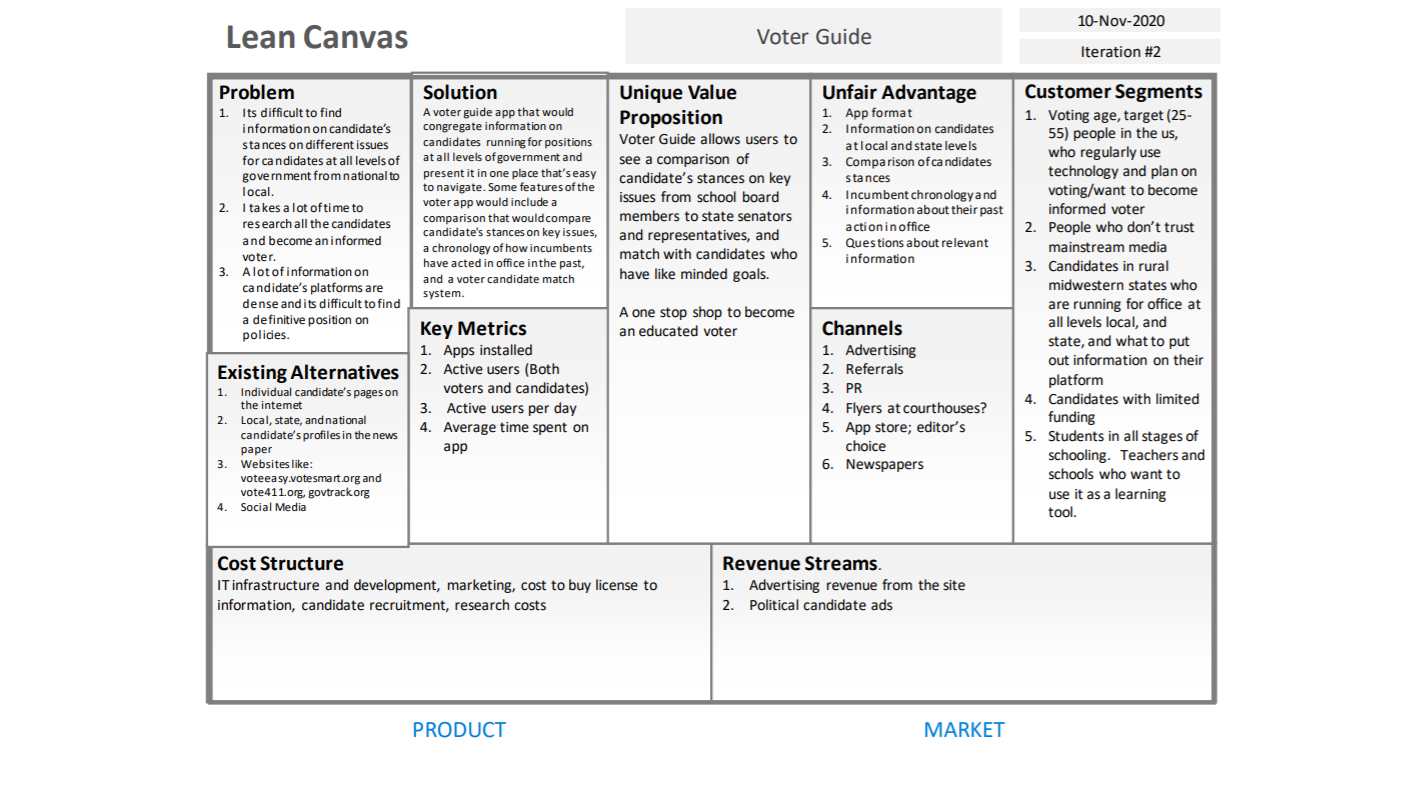 Lean Canvas
Voter Guide
10-Nov-2020
Iteration #2
Problem
1. Its difficult to find
information on candidate's
stances on different issues
for candidates at all levels of
government from national to
local.
2. I takes a lot of time to
research all the candidates
and become an informed
voter.
3. A lot of information on
candidate's platforms are
dense and its difficult to find
a definitive position on
policies.
Existing Alternatives
1. Individual candidate's pages on
the internet
2. Local, state, and national
candidate's profiles in the news
paper
3. Websites like:
voteeasy.votesmart.org and
vote411.org, govtrack.org
4. Social Media
Solution
A voter guide app that would
congregate information on
candidates running for positions
at all levels of government and
present it in one place that's easy
to navigate. Some features of the
voter app would include a
comparison that would compare
candidate's stances on key issues,
a chronology of how incumbents
have acted in office in the past,
and a voter candidate match
system.
Key Metrics
1. Apps installed
2. Active users (Both
voters and candidates)
3. Active users per day
4. Average time spent on
app
Unique Value
Proposition
Voter Guide allows users to
see a comparison of
candidate's stances on key
issues from school board
members to state senators
and representatives, and
match with candidates who
have like minded goals.
A one stop shop to become
an educated voter
Unfair Advantage
1. App format
2. Information on candidates
at local and state levels
3. Comparison of candidates
stances
4. Incumbent chronology and
information about their past
action in office
5. Questions about relevant
information
Channels
1. Advertising
2. Referrals
3. PR
4. Flyers at courthouses?
5. App store; editor's
choice
6. Newspapers
Customer Segments
1. Voting age, target (25-
55) people in the us,
who regularly use
technology and plan on
voting/want to become
informed voter
2. People who don't trust
mainstream media
3. Candidates in rural
midwestern states who
are running for office at
all levels local, and
state, and what to put
out information on their
platform
4. Candidates with limited
funding
5. Students in all stages of
schooling. Teachers and
schools who want to
use it as a learning
tool.
Cost Structure
IT infrastructure and development, marketing, cost to buy license to
information, candidate recruitment, research costs
Revenue Streams.
1. Advertising revenue from the site
2. Political candidate ads
PRODUCT
MARKET